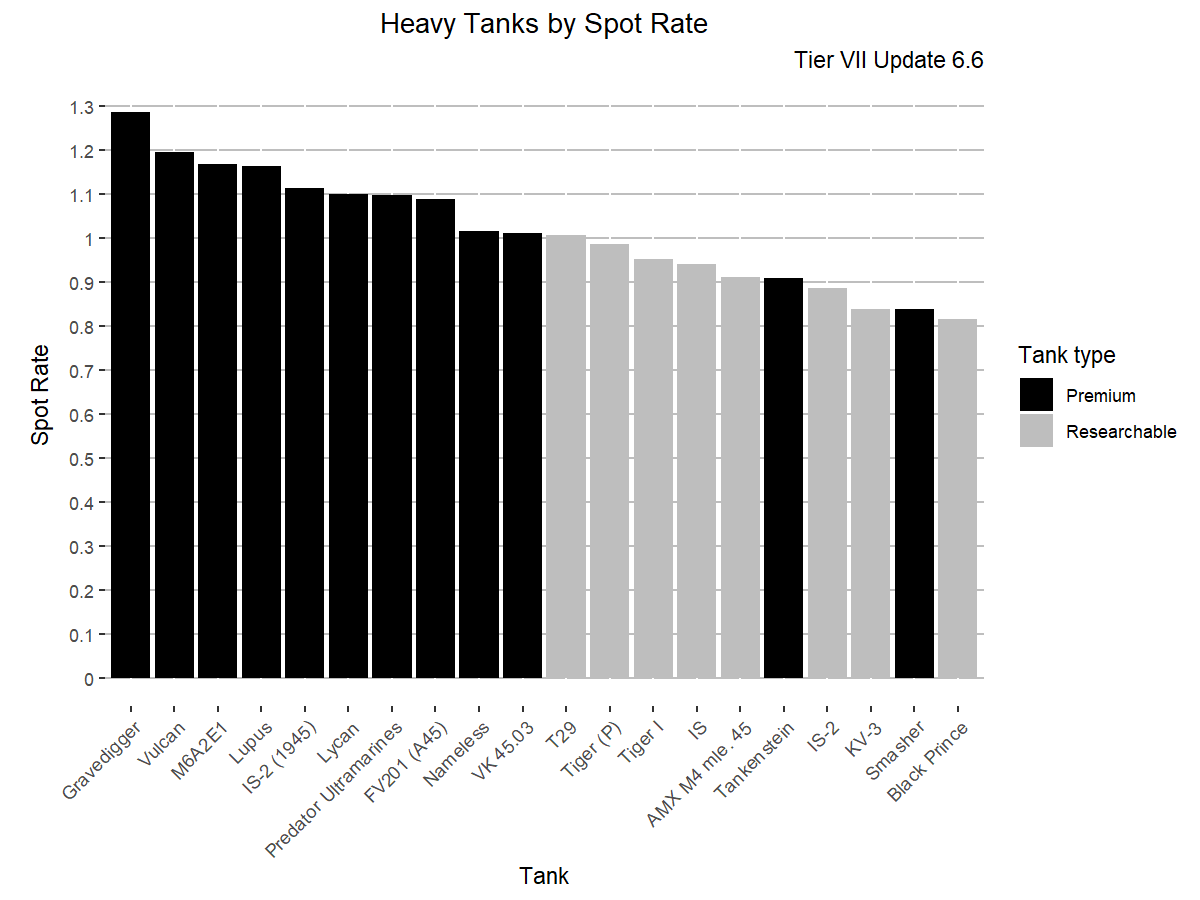 Heavy Tanks by Spot Rate
Tier VII Update 6.6
Spot Rate
1.3
1.2
1.1
1
0.9
0.8
0.7
0.6
0.5
0.4
0.3
0.2
0.1
0
Gravedigger
Vulcan
M6A2E1
Lupus
IS-2 (1945)
Lycan
Predator Ultramarines
FV201 (A45)
Nameless
VK 45.03
T29
Tiger (P)
Tiger I
IS
AMX M4 mle. 45
Tankenstein
IS-2
KV-3
Smasher
Black Prince
Tank
Tank type
Premium
Researchable